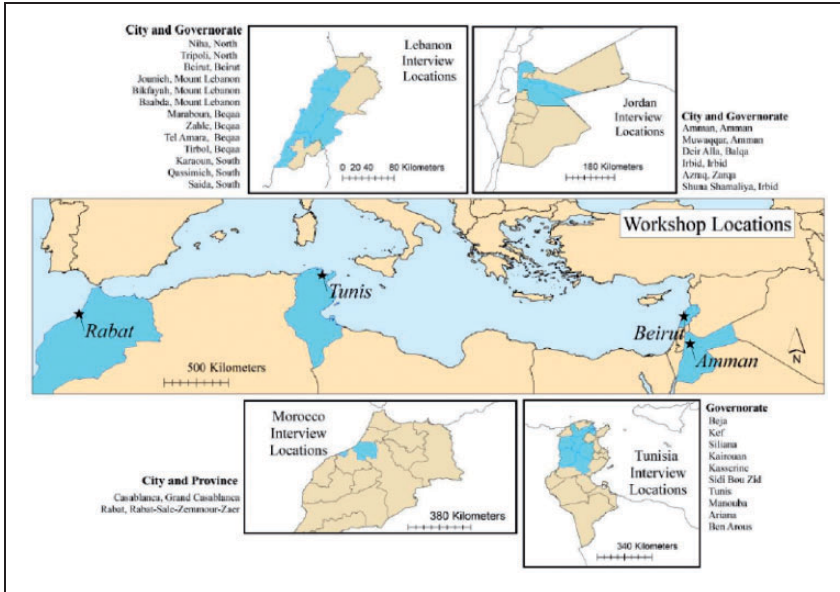 City and Governorate
Niha, North
Tripoli, North
Beirut, Beirut
Jounich, Mount Lebanon
Bikfayah, Mount Lebanon
Baabda, Mount Lebanon
Maraboun, Beqaa
Zahle, Beqaa
Tel Amara, Beqaa
Tirbol, Beqaa
Karaoun, South
Qassimich, South
Saida, South
Lebanon
Interview
Locations
0 20 40 80 Kilometers
Jordan
Interview
Locations
180 Kilometers
City and Governorate
Amman, Amman
Muwaqqar, Amman
Deir Alla, Balqa
Irbid, Irbid
Azraq, Zarqa
Shuna Shamaliya, Irbid
Workshop Locations
Rabat
Tunis
Beirut
Amman
500 Kilometers
N
Morocco
Interview
Locations
380 Kilometers
City and Province
Casablanca, Grand Casablanca
Rabat, Rabat-Sale-Zemmour-Zaer
Tunisia
Interview
Locations
340 Kilometers
Governorate
Beja
Kef
Siliana
Kairouan
Kasserine
Sidi Bou Zid
Tunis
Manouba
Ariana
Ben Arous